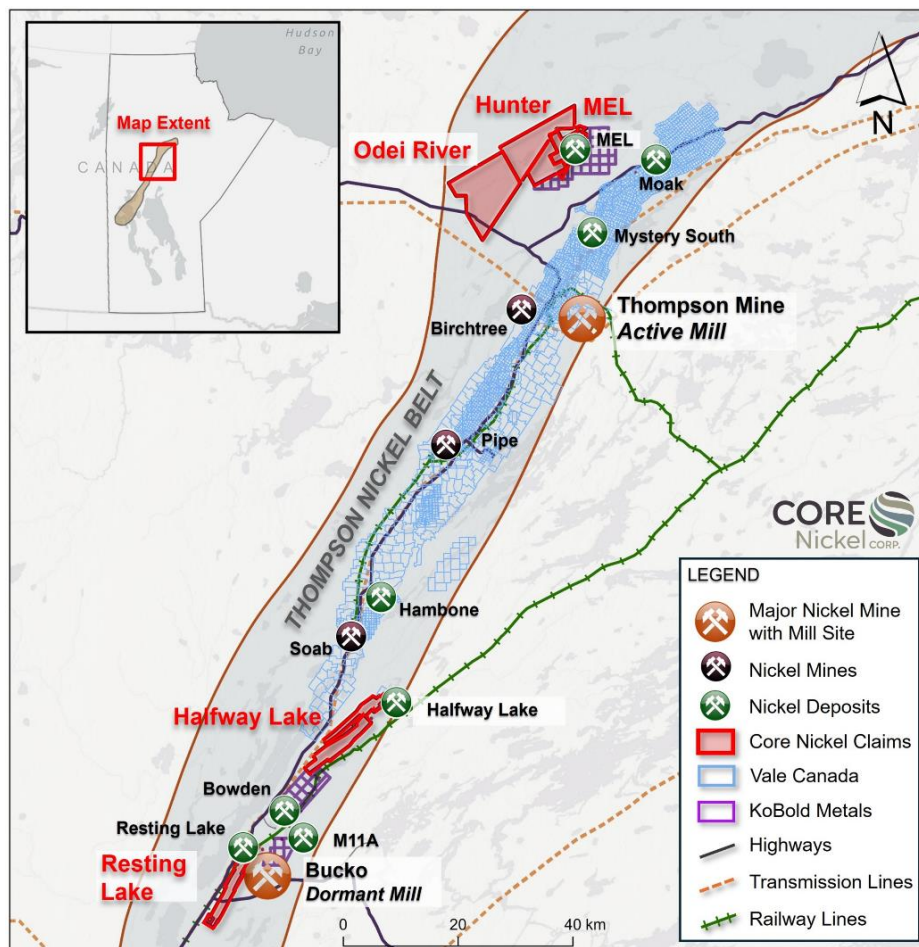 Hudson
Bay
Map Extent
CANADA
N
Hunter
MEL
MEL
Odei River
Moak
Mystery South
Thompson Mine
Active Mill
Birchtree
THOMPSON NICKEL BELT
Pipe
CORE
Nickel CORP.
Hambone
Soab
Halfway Lake
Halfway Lake
Bowden
Resting Lake
M11A
Resting
Lake
Bucko
Dormant Mill
0 20 40 km
LEGEND
Major Nickel Mine
with Mill Site
Nickel Mines
Nickel Deposits
Core Nickel Claims
Vale Canada
KoBold Metals
Highways
Transmission Lines
Railway Lines